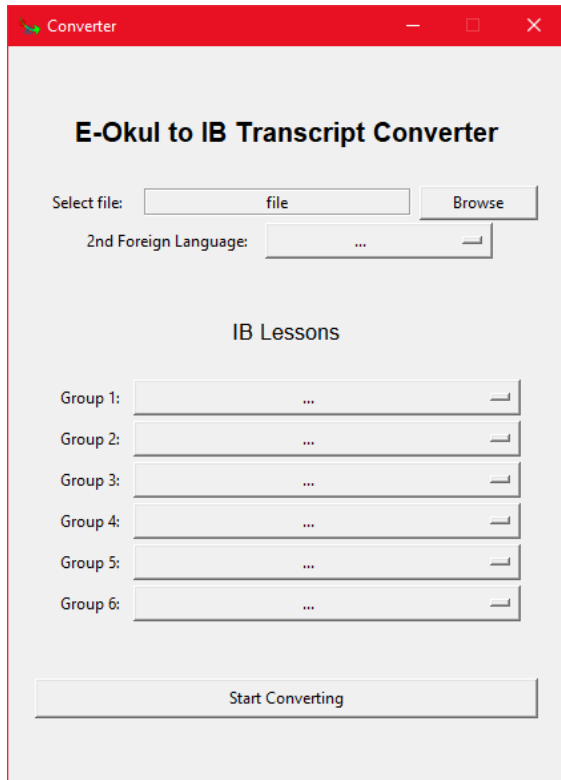 Converter
E-Okul to IB Transcript Converter
Select file: file Browse
2nd Foreign Language: ...
IB Lessons
Group 1: ...
Group 2: ...
Group 3: ...
Group 4: ...
Group 5: ...
Group 6: ...
Start Converting